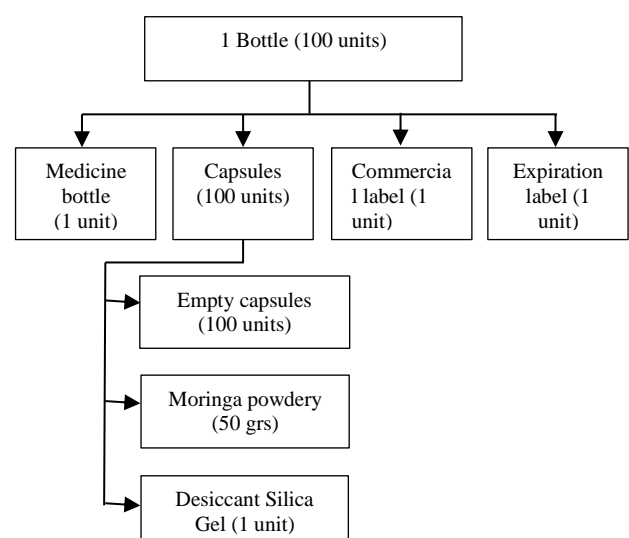 1 Bottle (100 units)
Medicine
bottle
(1 unit)
Capsules
(100 units)
Commercia
l label (1
unit)
Expiration
label (1
unit)
Empty capsules
(100 units)
Moringa powdery
(50 grs)
Desiccant Silica
Gel (1 unit)